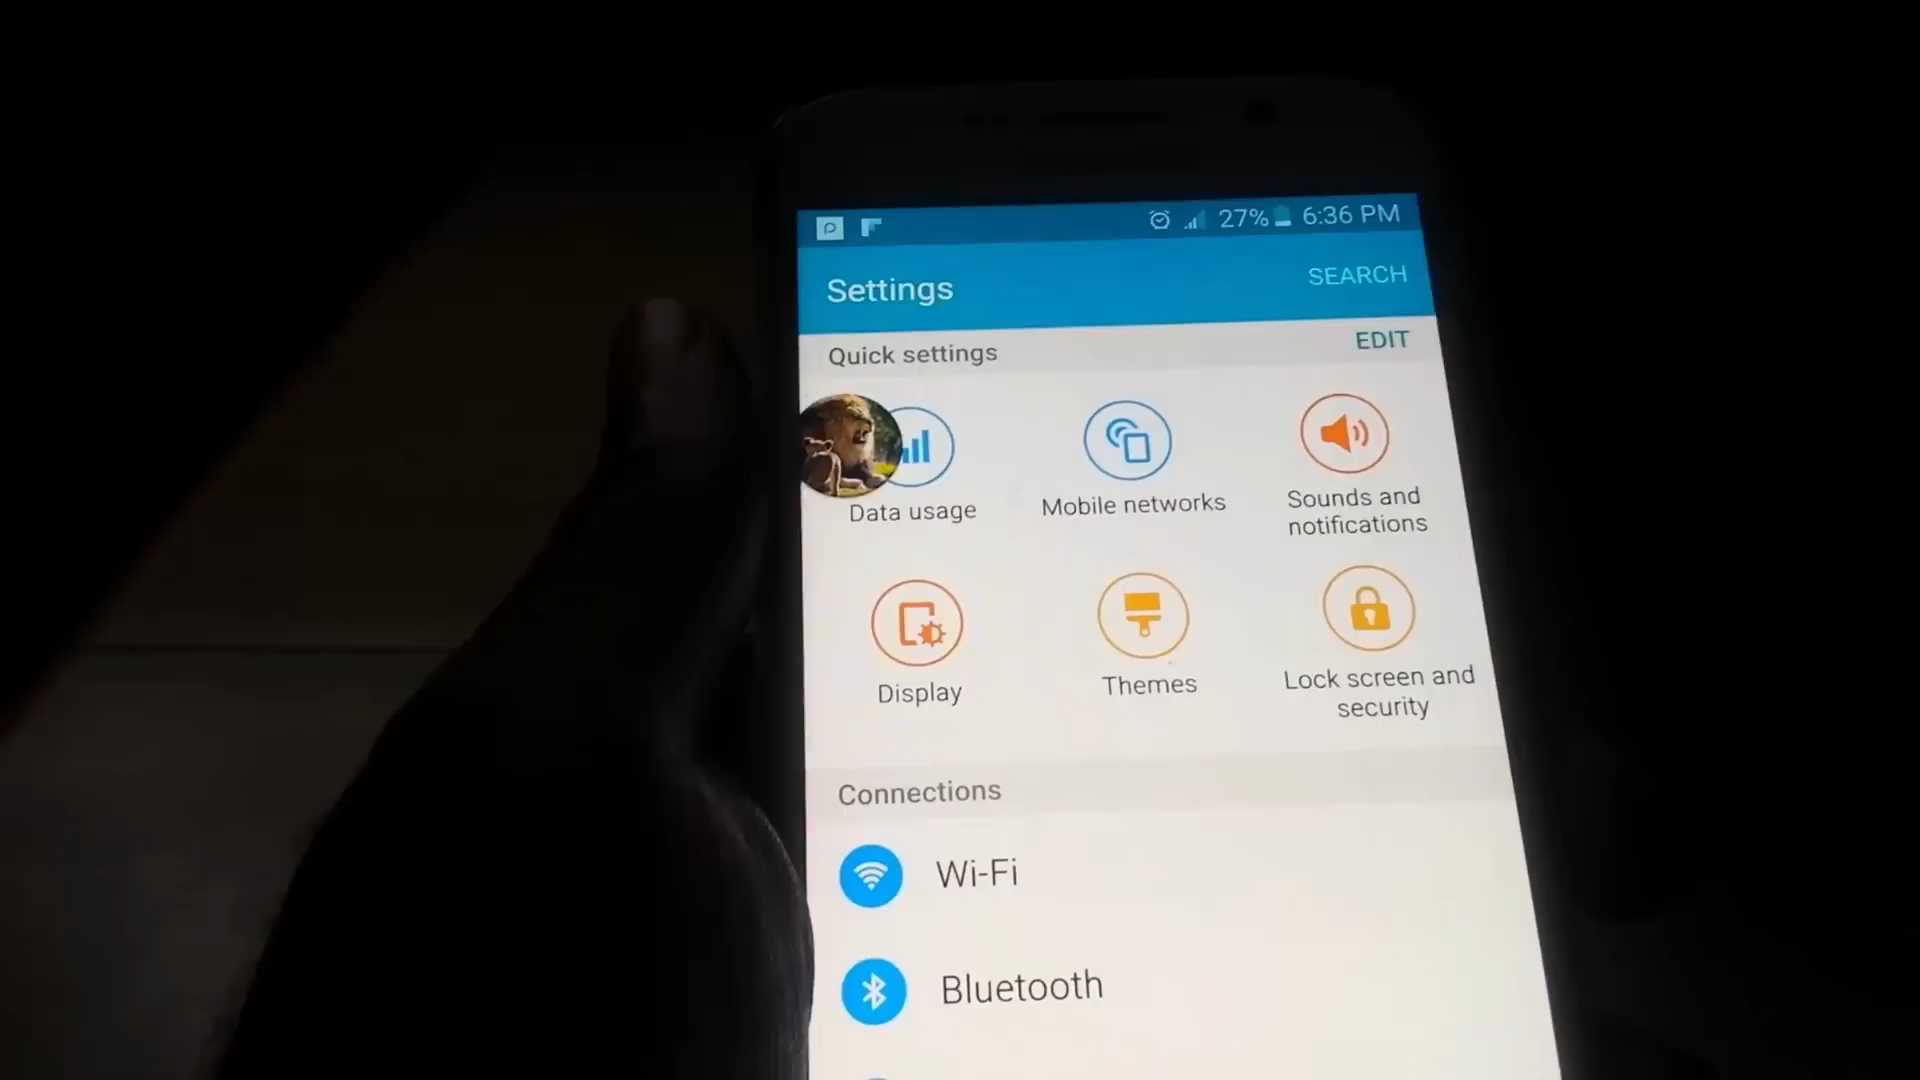 27% 6:36 PM
Settings
SEARCH
Quick settings
EDIT
Data usage
Mobile networks
Sounds and
notifications
Display
Themes
Lock screen and
security
Connections
Wi-Fi
Bluetooth